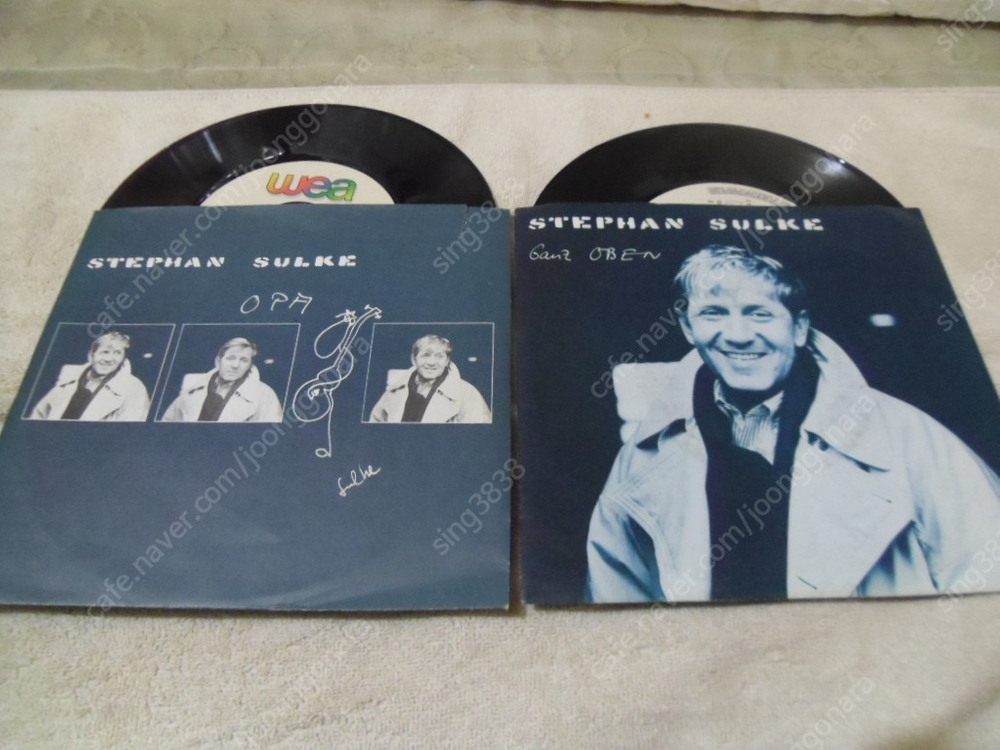 wea
STEPHAN SULKE
OPA
Sulke
STEPHAN SULKE
Ganz OBEN
cafe.naver.com/joonggonara
sing3838